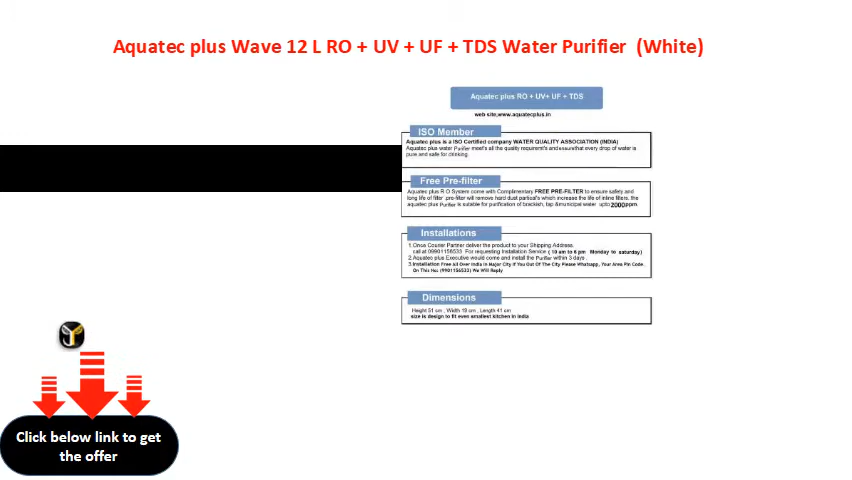 Aquatec plus Wave 12 L RO + UV + UF + TDS Water Purifier (White)
Aquatec plus RO + UV+ UF + TDS
web site,www.aquatecplus.in
ISO Member
Aquatec plus is a ISO Certified company WATER QUALITY ASSOCIATION (INDIA)
Aquatec plus water Purifier meet's all the quality requiremt's and essure that every drop of water is
pure and safe for drinking.
Free Pre-filter
Aquatec plus R O System come with Complimentary FREE PRE-FILTER to ensure safely and
long life of filter .pre-filter will remove hard dust partical's which increase the life of inline filters. the
aquatec plus Purifier is suitable for purification of brackish, tap &municipal water upto 2000ppm.
Installations
1.Once Courier Partner deliver the product to your Shipping Address.
call at 09901156533 For requesting Installation Service ( 10 am to 6 pm Monday to saturday)
2.Aquatec plus Executive would come and install the Purifier within 3 days .
3.Installation Free All Over India In Major City If You Out Of The City Please Whatsapp, Your Area Pin Code.
On This No: (9901156533) We Will Reply
Dimensions
Height 51 cm , Width 18 cm , Length 41 cm
size is design to fit even smallest kitchen in India
Click below link to get
the offer